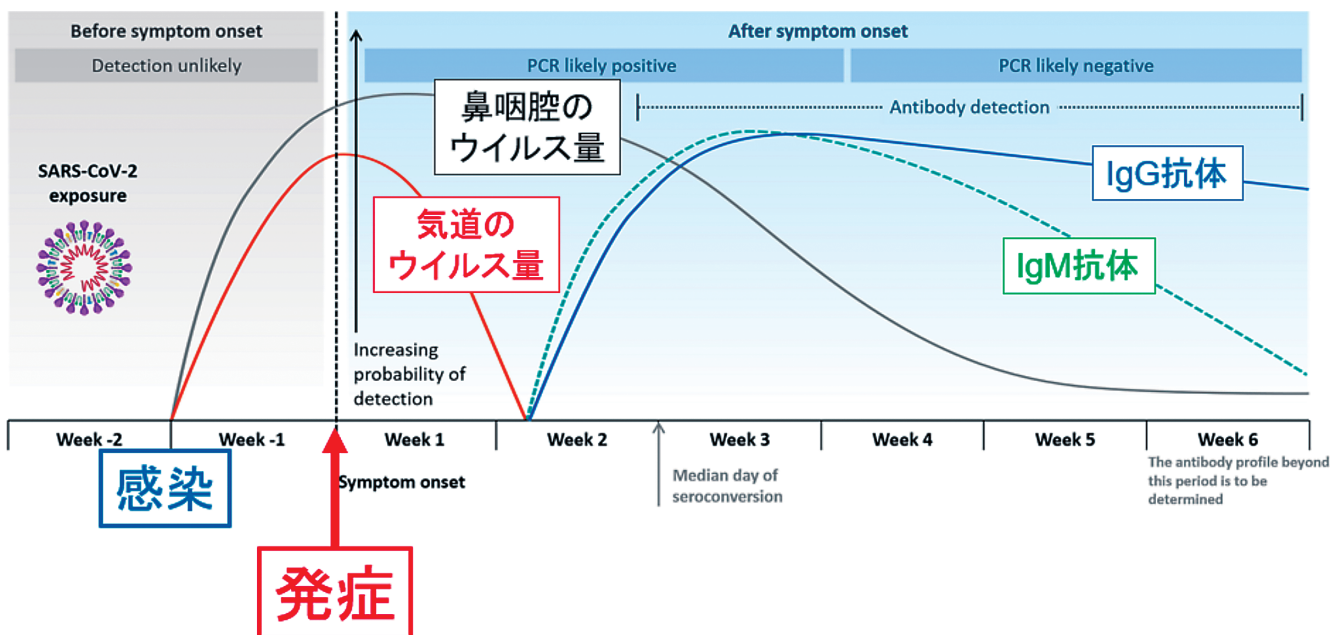 Before symptom onset
After symptom onset
Detection unlikely
PCR likely positive
PCR likely negative
鼻咽腔の
ウイルス量
Antibody detection
SARS-CoV-2
exposure
IgG抗体
気道の
ウイルス量
IgM抗体
Increasing
probability of
detection
Week -2
Week -1
Week 1
Week 2
Week 3
Week 4
Week 5
Week 6
感染
Symptom onset
Median day of
seroconversion
The antibody profile beyond
this period is to be
determined
発症